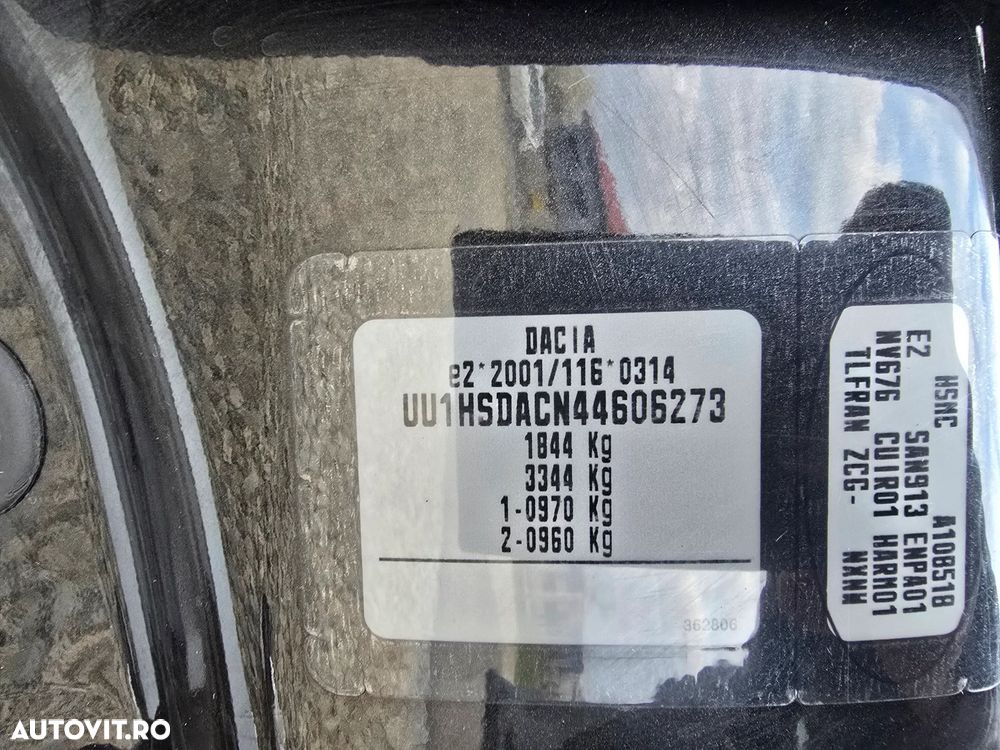 DACIA
e2*2001/116*0314
UU1HSDACN44606273
1844 Kg
3344 Kg
1-0970 Kg
2-0960 Kg
362806
HSNC A108518
E2 SAN913 ENPA01
NV676 CUIR01 HARM01
TLFRAN ZCG- NXNN
AUTOVIT.RO